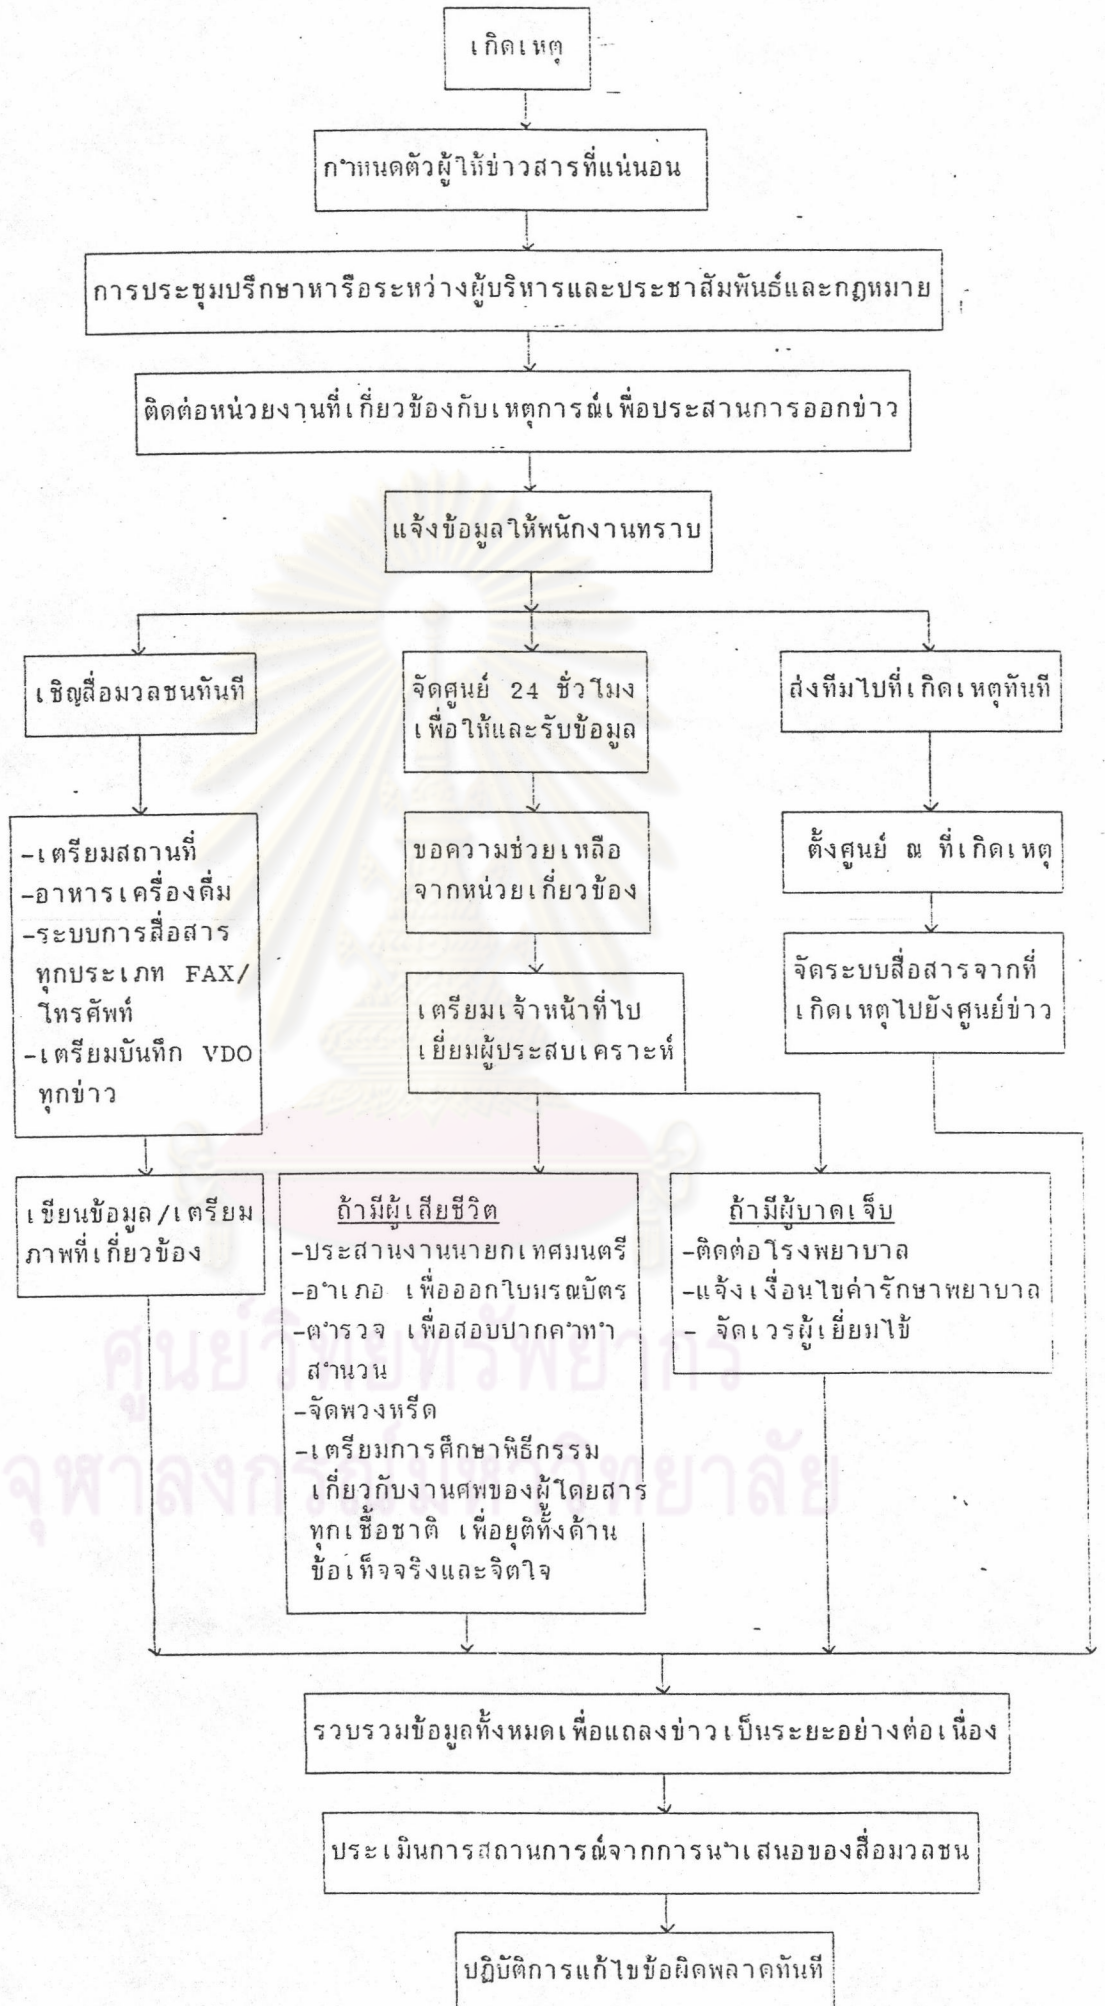 เกิดเหตุ
กำหนดตัวผู้ให้ข่าวสารที่แน่นอน
การประชุมปรึกษาหารือระหว่างผู้บริหารและประชาสัมพันธ์และกฎหมาย
ติดต่อหน่วยงานที่เกี่ยวข้องกับเหตุการณ์เพื่อประสานการออกข่าว
แจ้งข้อมูลให้พนักงานทราบ
เชิญสื่อมวลชนทันที
-เตรียมสถานที่
-อาหารเครื่องดื่ม
-ระบบการสื่อสาร
ทุกประเภท FAX/
โทรศัพท์
-เตรียมบันทึก VDO
ทุกข่าว
เขียนข้อมูล/เตรียม
ภาพที่เกี่ยวข้อง
จัดศูนย์ 24 ชั่วโมง
เพื่อให้และรับข้อมูล
ขอความช่วยเหลือ
จากหน่วยเกี่ยวข้อง
เตรียมเจ้าหน้าที่ไป
เยี่ยมผู้ประสบเคราะห์
ถ้ามีผู้เสียชีวิต
-ประสานงานนายกเทศมนตรี
-อำเภอ เพื่อออกใบมรณบัตร
-ตำรวจ เพื่อสอบปากคำทำ
สำนวน
-จัดพวงหรีด
-เตรียมการศึกษาพิธีกรรม
เกี่ยวกับงานศพของผู้โดยสาร
ทุกเชื้อชาติ เพื่อยุติทั้งด้าน
ข้อเท็จจริงและจิตใจ
ถ้ามีผู้บาดเจ็บ
-ติดต่อโรงพยาบาล
-แจ้งเงื่อนไขค่ารักษาพยาบาล
- จัดเวรผู้เยี่ยมไข้
ส่งทีมไปที่เกิดเหตุทันที
ตั้งศูนย์ ณ ที่เกิดเหตุ
จัดระบบสื่อสารจากที่
เกิดเหตุไปยังศูนย์ข่าว
รวบรวมข้อมูลทั้งหมดเพื่อแถลงข่าวเป็นระยะอย่างต่อเนื่อง
ประเมินการสถานการณ์จากการนำเสนอของสื่อมวลชน
ปฏิบัติการแก้ไขข้อผิดพลาดทันที
ศูนย์วิทยทรัพยากร
จุฬาลงกรณ์มหาวิทยาลัย